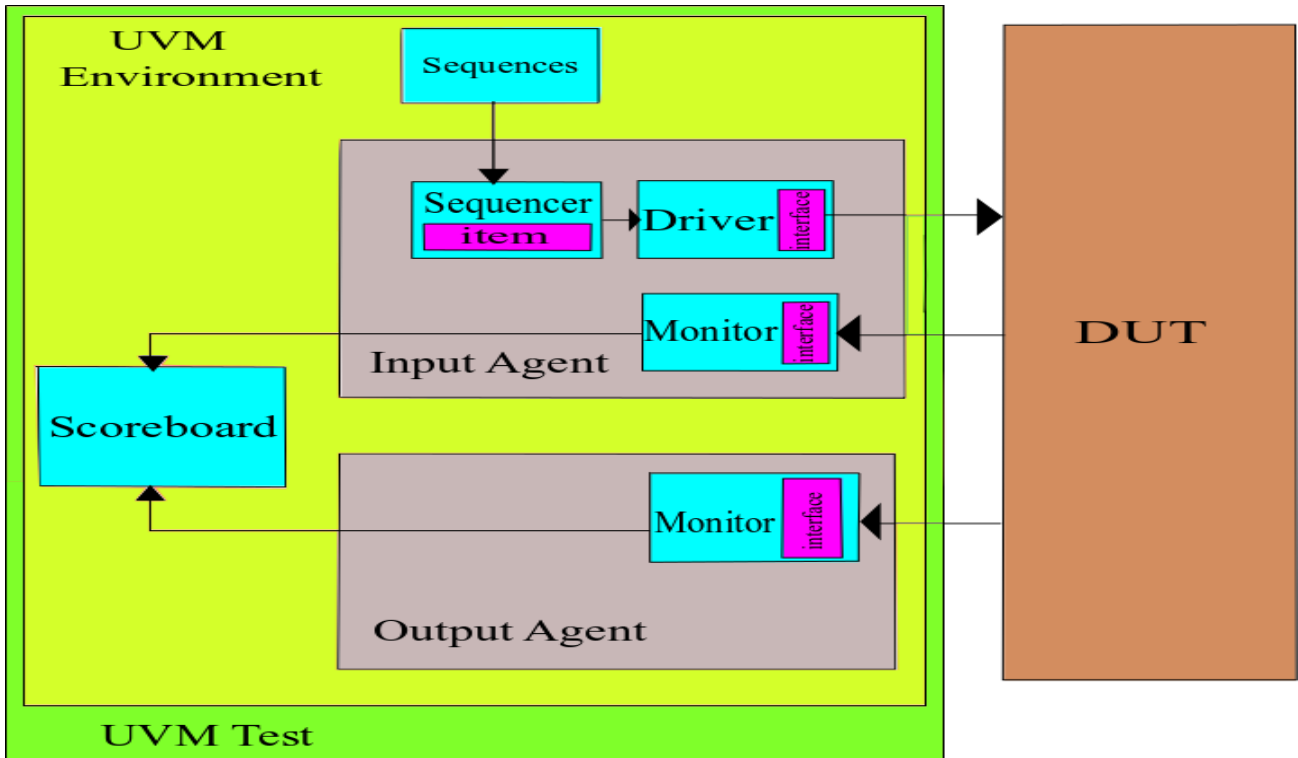 UVM
Environment
Sequences
Sequencer
item
Driver
interface
Monitor
interface
Input Agent
DUT
Scoreboard
Monitor
interface
Output Agent
UVM Test